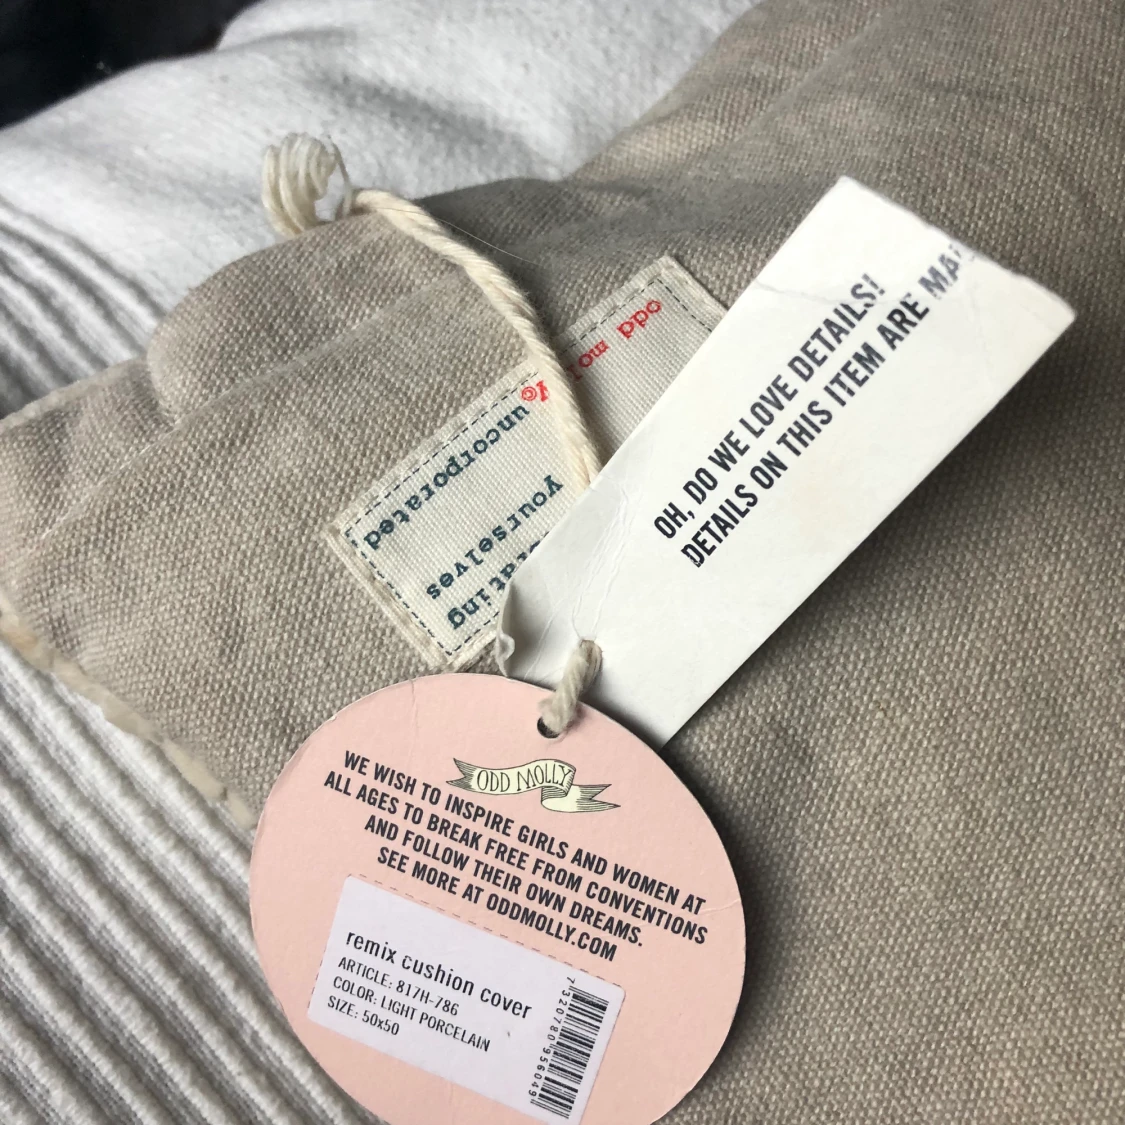 OH, DO WE LOVE DETAILS!
DETAILS ON THIS ITEM ARE
odd
uncorporated
yourselves
ODD MOLLY
WE WISH TO INSPIRE GIRLS AND WOMEN AT
ALL AGES TO BREAK FREE FROM CONVENTIONS
AND FOLLOW THEIR OWN DREAMS.
SEE MORE AT ODDMOLLY.COM
remix cushion cover
ARTICLE: 817H-786
COLOR: LIGHT PORCELAIN
SIZE: 50x50
7320780956049